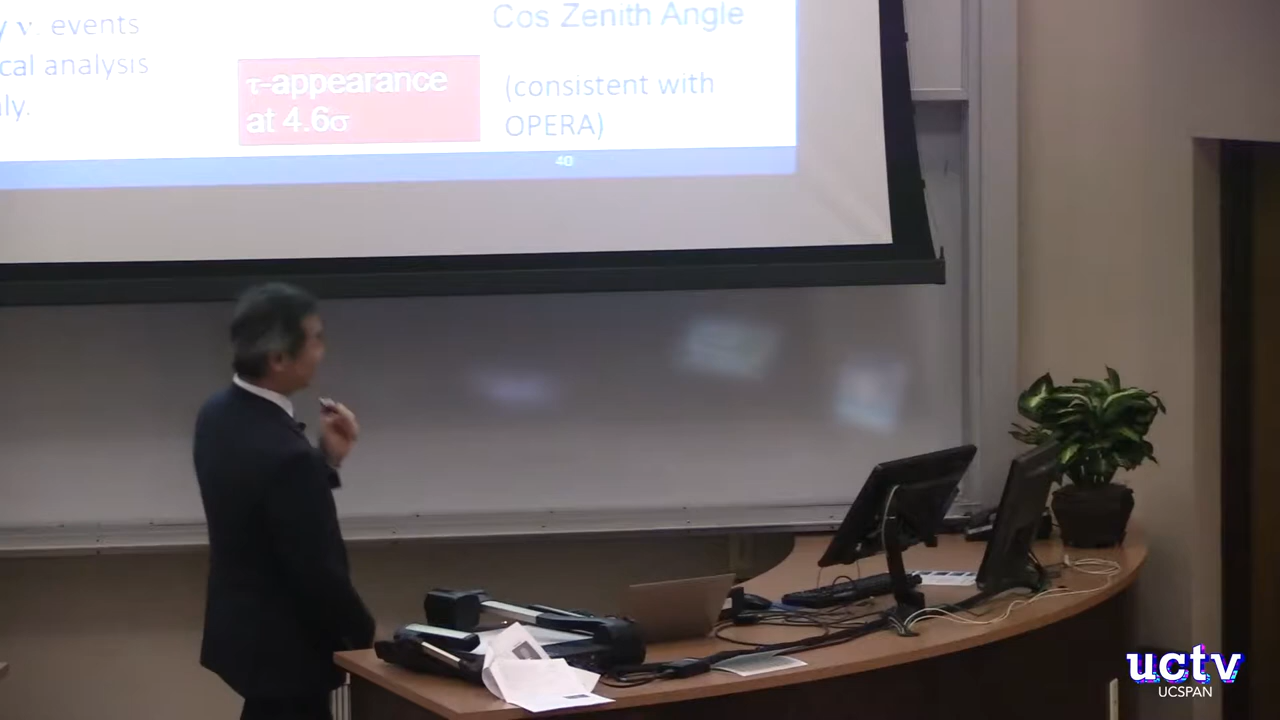 ν. events
Cos Zenith Angle
cal analysis
ly.
τ-appearance
at 4.6σ
(consistent with
OPERA)
40
uctv
UCSPAN